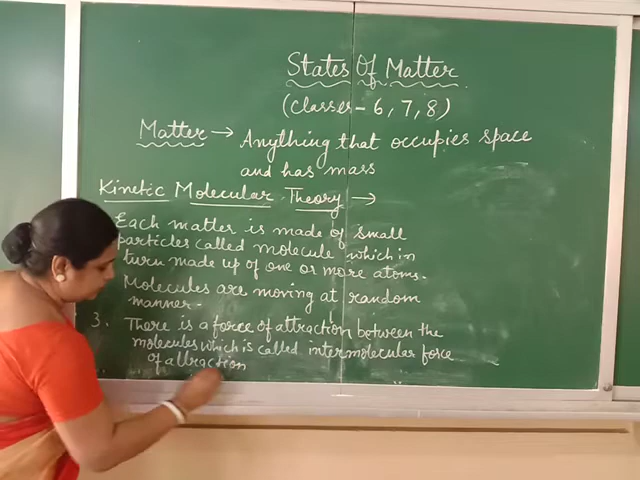 States Of Matter
(Classes - 6, 7, 8)
Matter → Anything that occupies space
and has mass
Kinetic Molecular Theory →
Each matter is made of small
particles called molecule which in
turn made up of one or more atoms.
Molecules are moving at random
manner.
3. There is a force of attraction between the
molecules which is called intermolecular force
of attraction